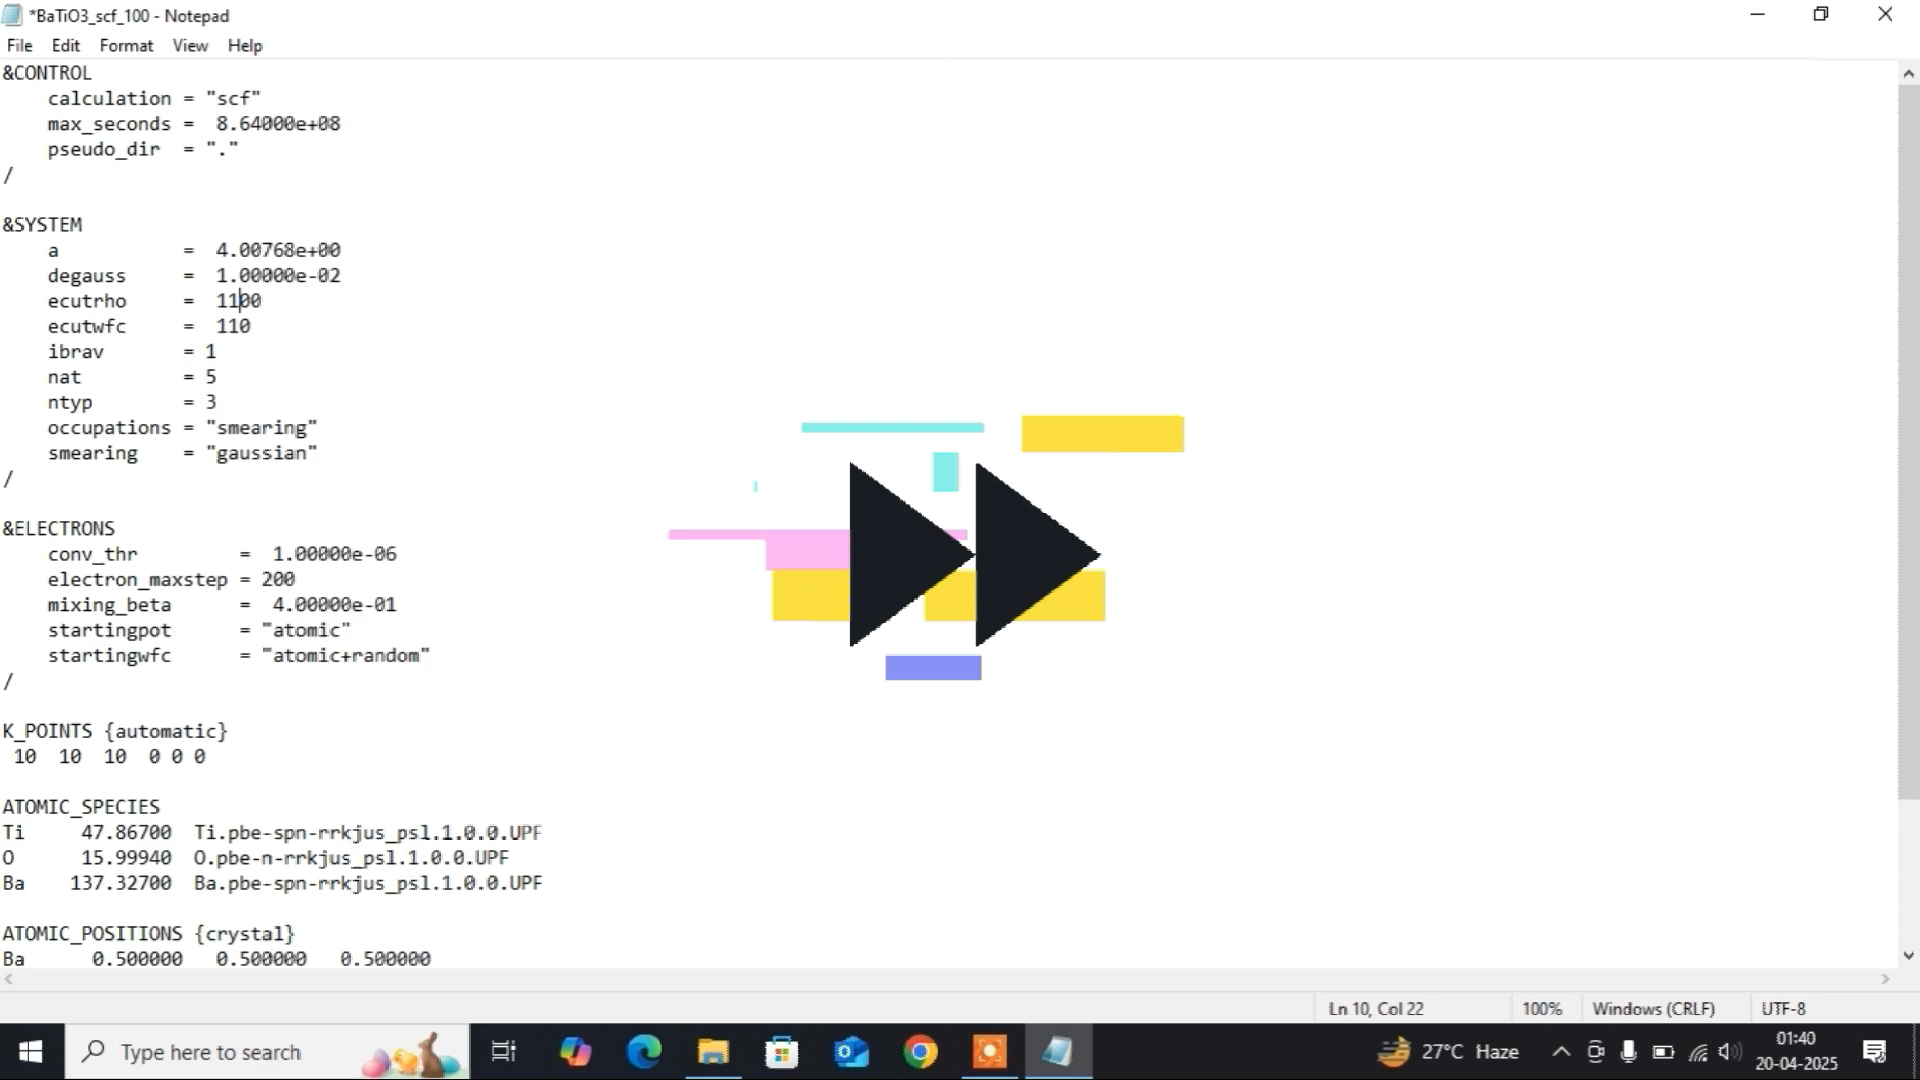 *BaTiO3_scf_100 - Notepad
File Edit Format View Help
&CONTROL
calculation = "scf"
max_seconds =  8.64000e+08
pseudo_dir  = "."
/
&SYSTEM
a           =  4.00768e+00
degauss     =  1.00000e-02
ecutrho     =  1100
ecutwfc     =  110
ibrav       = 1
nat         = 5
ntyp        = 3
occupations = "smearing"
smearing    = "gaussian"
/
&ELECTRONS
conv_thr         =  1.00000e-06
electron_maxstep = 200
mixing_beta      =  4.00000e-01
startingpot      = "atomic"
startingwfc      = "atomic+random"
/
K_POINTS {automatic}
10  10  10  0 0 0
ATOMIC_SPECIES
Ti     47.86700  Ti.pbe-spn-rrkjus_psl.1.0.0.UPF
O      15.99940  O.pbe-n-rrkjus_psl.1.0.0.UPF
Ba    137.32700  Ba.pbe-spn-rrkjus_psl.1.0.0.UPF
ATOMIC_POSITIONS {crystal}
Ba      0.500000   0.500000   0.500000
Ln 10, Col 22 100% Windows (CRLF) UTF-8
Type here to search 27°C Haze 01:40
20-04-2025